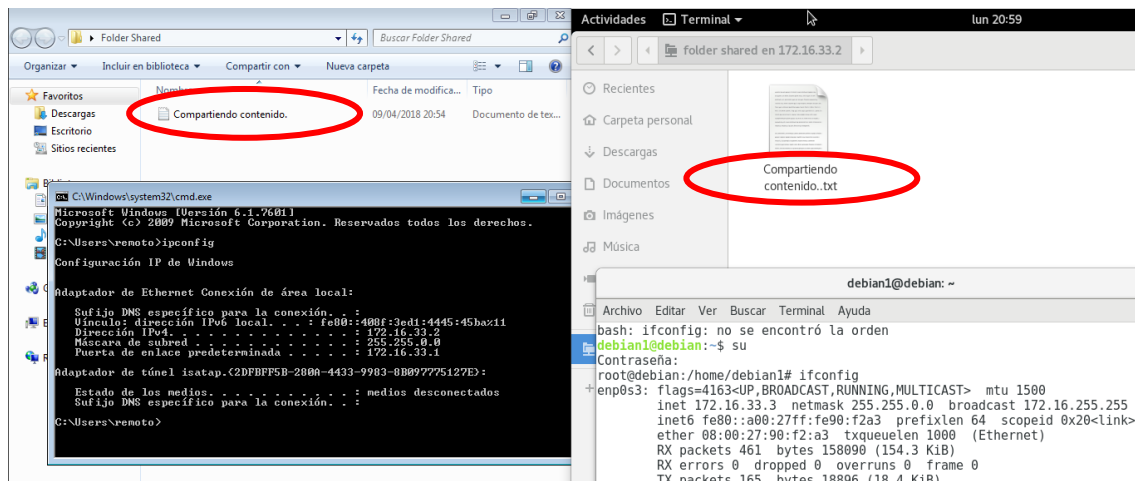 Folder Shared
Buscar Folder Shared
Organizar
Incluir en biblioteca
Compartir con
Nueva carpeta
Fecha de modifica...
Tipo
Favoritos
Descargas
Escritorio
Sitios recientes
Compartiendo contenido.
09/04/2018 20:54
Documento de tex...
C:\Windows\system32\cmd.exe
Microsoft Windows [Versión 6.1.7601]
Copyright (c) 2009 Microsoft Corporation. Reservados todos los derechos.
C:\Users\remoto>ipconfig
Configuración IP de Windows
Adaptador de Ethernet Conexión de área local:
Sufijo DNS específico para la conexión. . :
Vínculo: dirección IPv6 local. . . : fe80::408f:3ed1:4445:45ba%11
Dirección IPv4. . . . . . . . . . . . . . : 172.16.33.2
Máscara de subred . . . . . . . . . . . . : 255.255.0.0
Puerta de enlace predeterminada . . . . . : 172.16.33.1
Adaptador de túnel isatap.{2DFBFF5B-280A-4433-9983-8B097775127E}:
Estado de los medios. . . . . . . . . . . : medios desconectados
Sufijo DNS específico para la conexión. . :
C:\Users\remoto>
Actividades
Terminal
lun 20:59
folder shared en 172.16.33.2
Recientes
Carpeta personal
Descargas
Documentos
Imágenes
Música
Compartiendo
contenido..txt
debian1@debian: ~
Archivo Editar Ver Buscar Terminal Ayuda
bash: ifconfig: no se encontró la orden
debian1@debian:~$ su
Contraseña:
root@debian:/home/debian1# ifconfig
enp0s3: flags=4163<UP,BROADCAST,RUNNING,MULTICAST> mtu 1500
inet 172.16.33.3 netmask 255.255.0.0 broadcast 172.16.255.255
inet6 fe80::a00:27ff:fe90:f2a3 prefixlen 64 scopeid 0x20<link>
ether 08:00:27:90:f2:a3 txqueuelen 1000 (Ethernet)
RX packets 461 bytes 158090 (154.3 KiB)
RX errors 0 dropped 0 overruns 0 frame 0
TX packets 165 bytes 18896 (18.4 KiB)